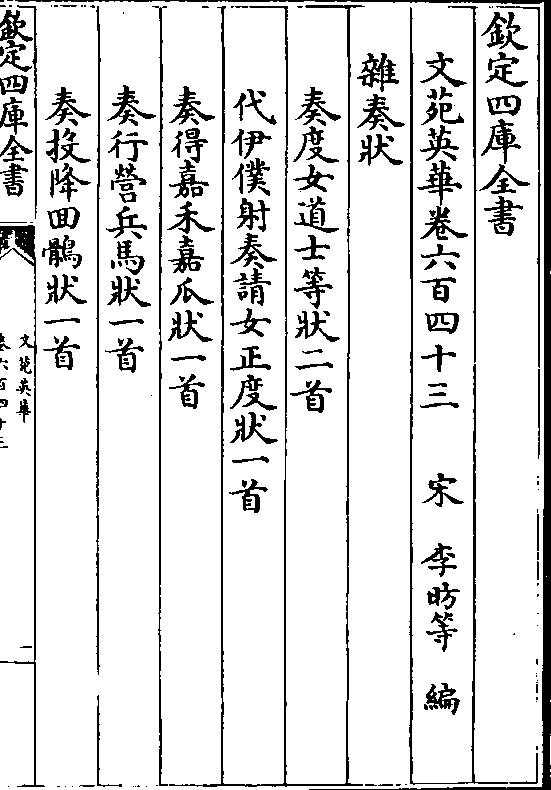 欽定四庫全書
文苑英華卷六百四十三 宋 李昉等 編
雜奏狀
奏度女道士等狀二首
代伊僕射奏請女正度狀一首
奏得嘉禾嘉瓜狀一首
奏行營兵馬狀一首
奏投降回鶻狀一首
欽定四庫全書
文苑英華
卷六百四十三
一